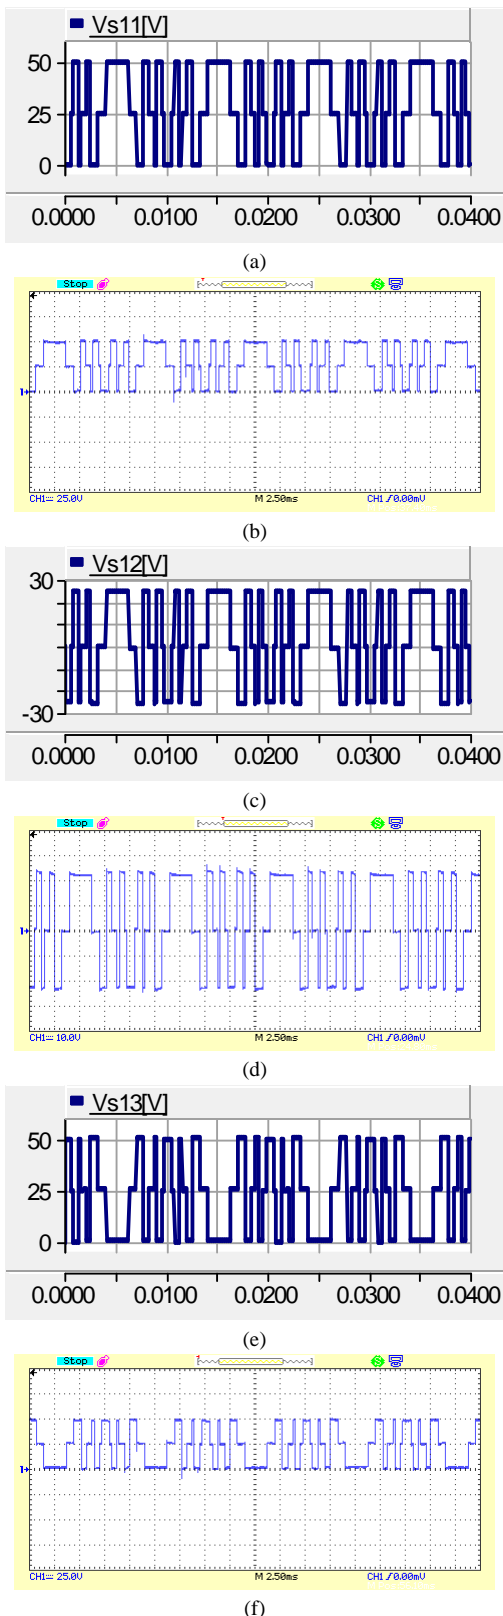 Vs11[V]
50
25
0
0.0000 0.0100 0.0200 0.0300 0.0400
(a)
Stop
1
CH1 25.0V M 2.50ms CH1 /0.00mV
(b)
Vs12[V]
30
-30
0.0000 0.0100 0.0200 0.0300 0.0400
(c)
Stop
1
CH1 10.0V M 2.50ms CH1 /0.00mV
(d)
Vs13[V]
50
25
0
0.0000 0.0100 0.0200 0.0300 0.0400
(e)
Stop
1
CH1 25.0V M 2.50ms CH1 /0.00mV
(f)